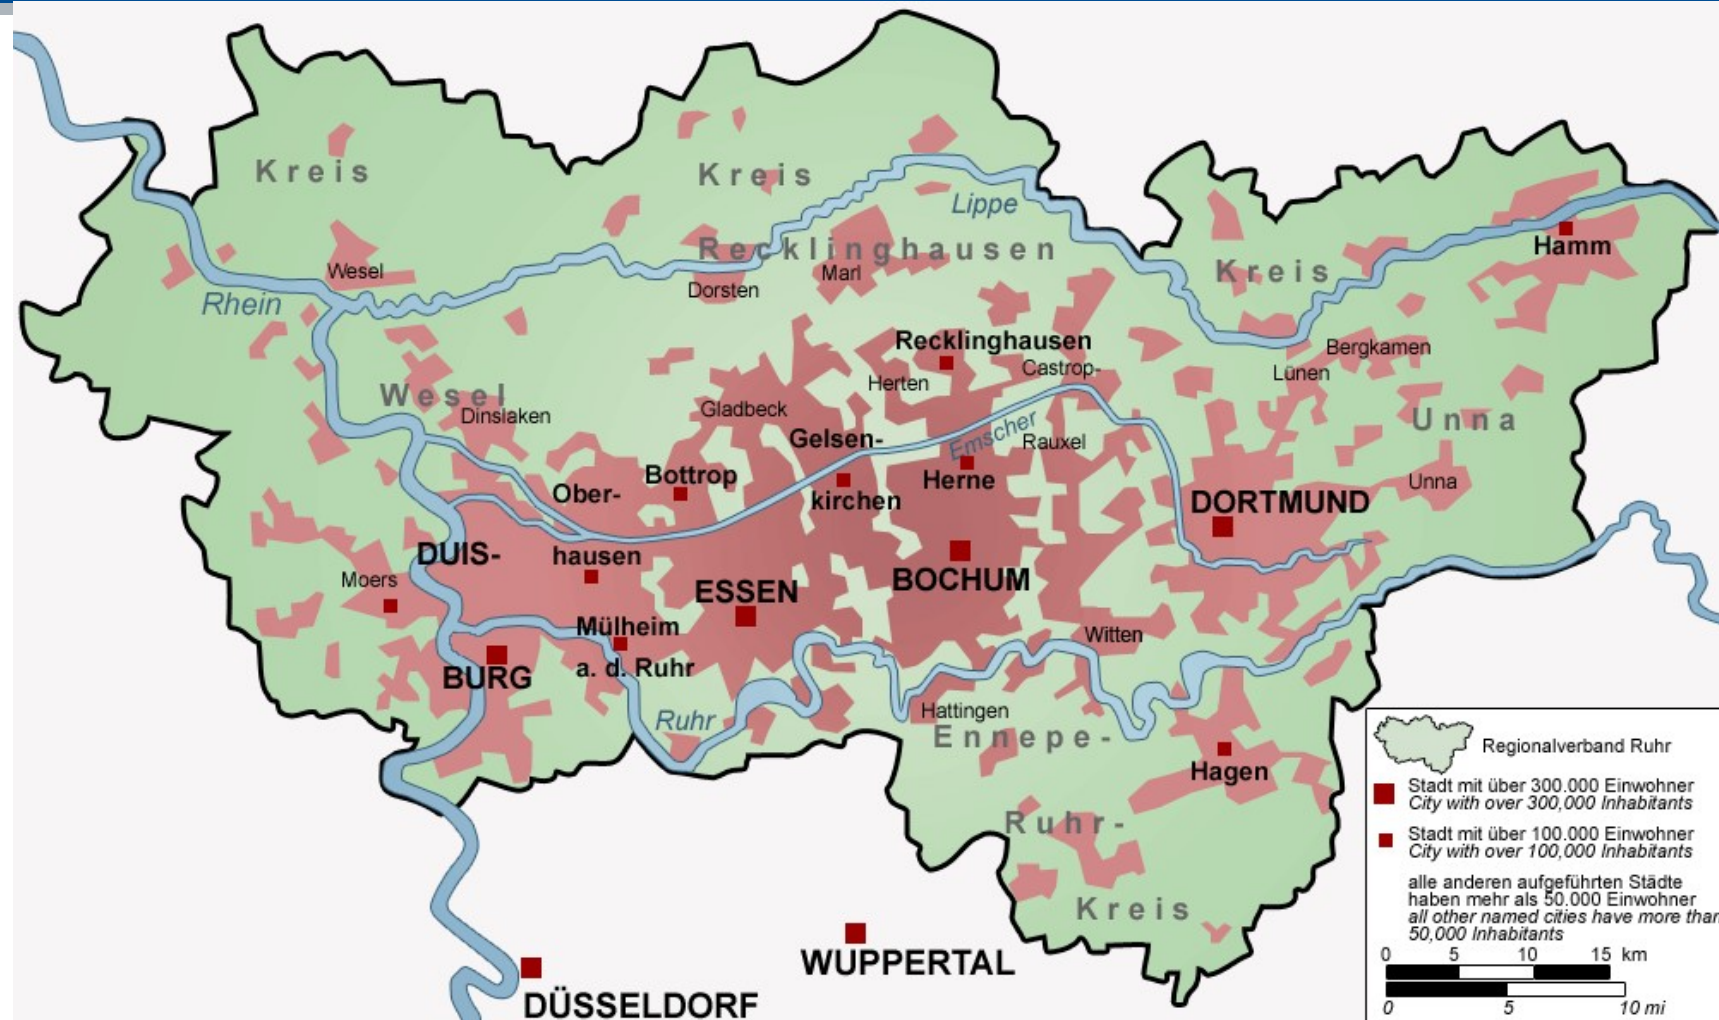 Kreis
Kreis
Lippe
Recklinghausen
Hamm
Kreis
Wesel
Marl
Dorsten
Rhein
Recklinghausen
Bergkamen
Castrop-
Lünen
Herten
Wesel
Dinslaken
Gladbeck
Unna
Gelsen-
Emscher
Rauxel
Bottrop
Herne
Unna
Ober-
kirchen
DORTMUND
DUIS-
hausen
Moers
BOCHUM
ESSEN
Mülheim
Witten
a. d. Ruhr
BURG
Hattingen
Ruhr
Ennepe-
Hagen
Ruhr-
Kreis
WUPPERTAL
DÜSSELDORF
Regionalverband Ruhr
Stadt mit über 300.000 Einwohner
City with over 300,000 Inhabitants
Stadt mit über 100.000 Einwohner
City with over 100,000 Inhabitants
alle anderen aufgeführten Städte
haben mehr als 50.000 Einwohner
all other named cities have more than
50,000 Inhabitants
0 5 10 15 km
0 5 10 mi